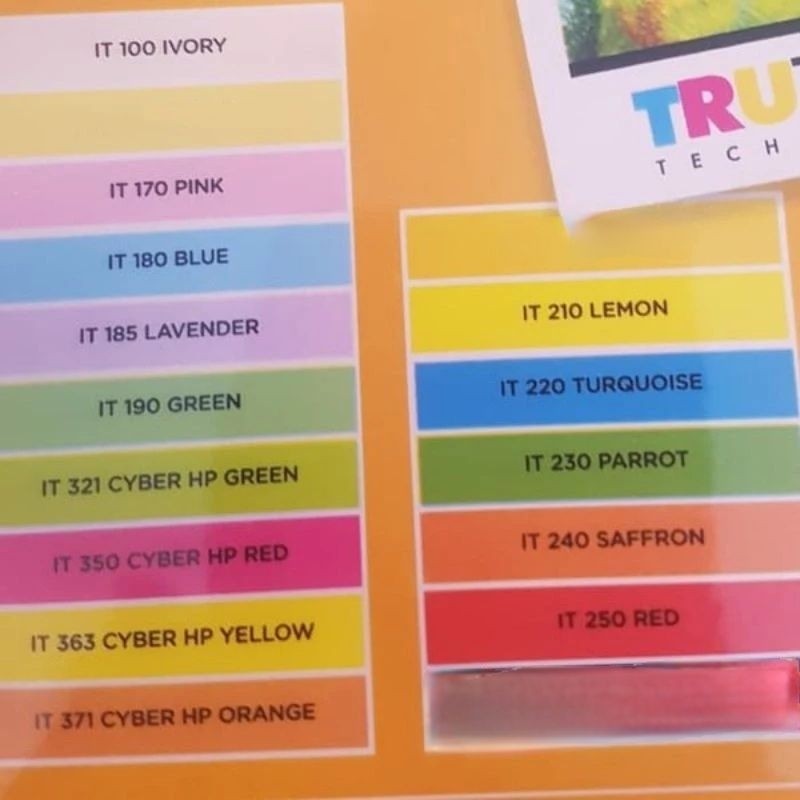 IT 100 IVORY
IT 170 PINK
IT 180 BLUE
IT 185 LAVENDER
IT 190 GREEN
IT 321 CYBER HP GREEN
IT 350 CYBER HP RED
IT 363 CYBER HP YELLOW
IT 371 CYBER HP ORANGE
TRU
TECH
IT 210 LEMON
IT 220 TURQUOISE
IT 230 PARROT
IT 240 SAFFRON
IT 250 RED